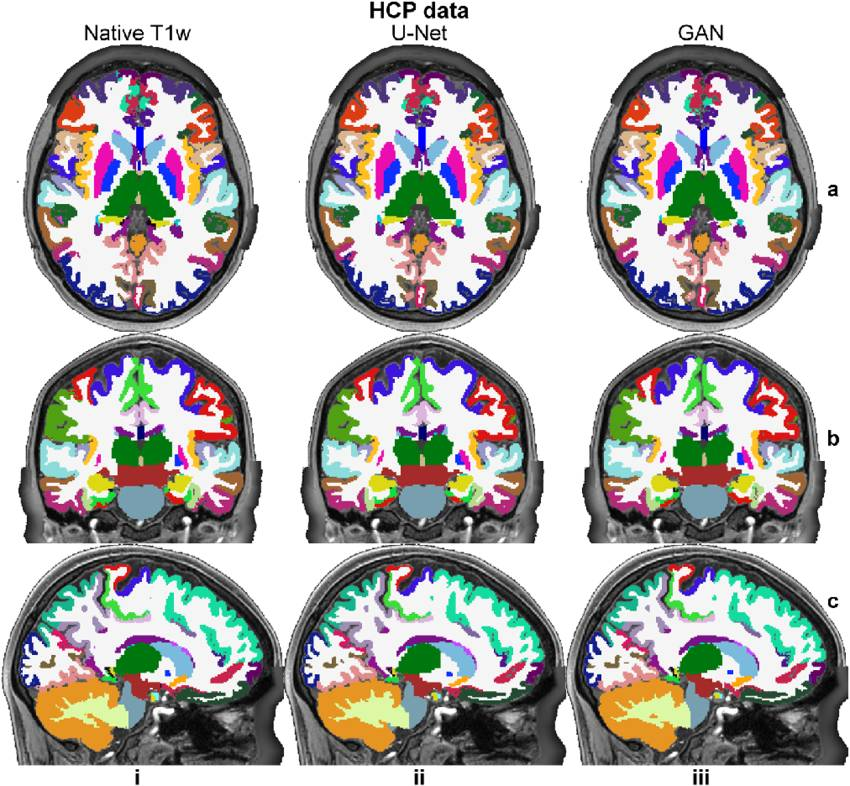 HCP data
Native T1w U-Net GAN
a
b
c
i ii iii